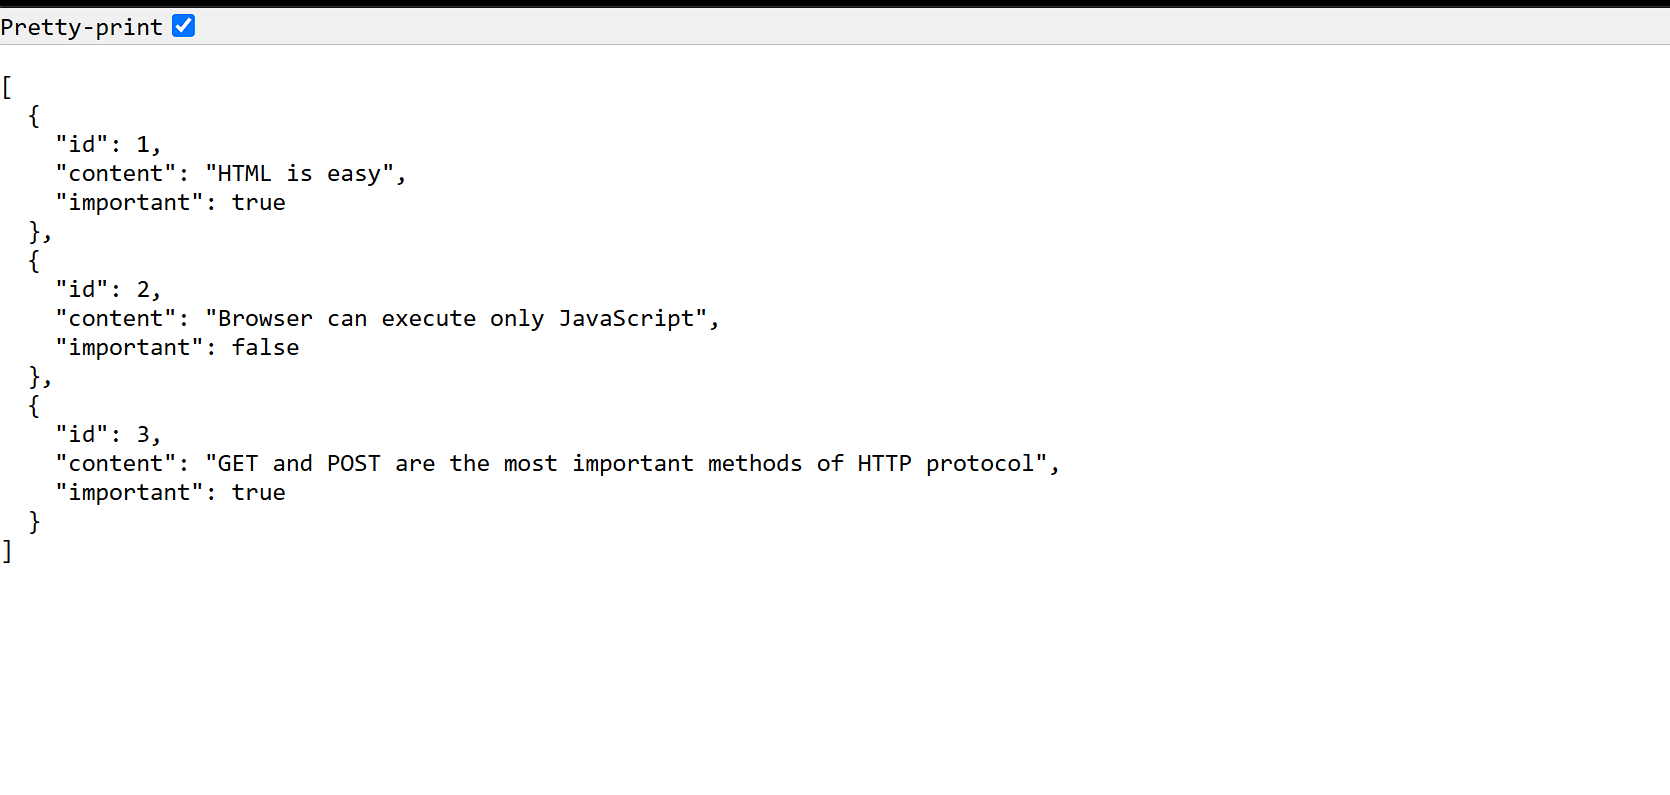 Pretty-print
[
  {
    "id": 1,
    "content": "HTML is easy",
    "important": true
  },
  {
    "id": 2,
    "content": "Browser can execute only JavaScript",
    "important": false
  },
  {
    "id": 3,
    "content": "GET and POST are the most important methods of HTTP protocol",
    "important": true
  }
]